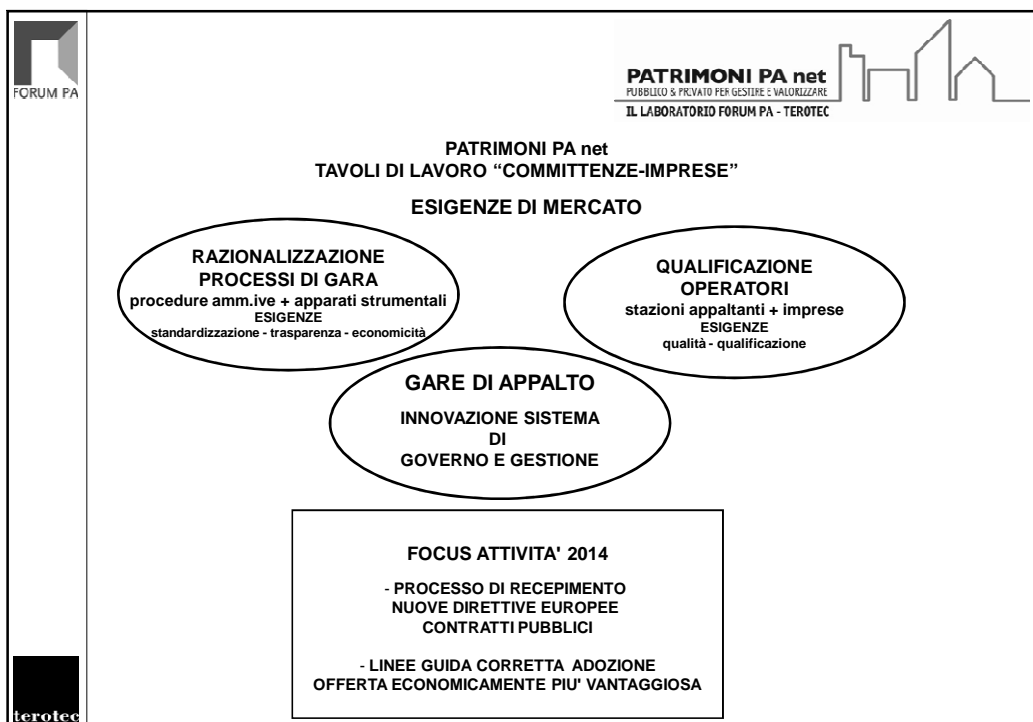 FORUM PA
PATRIMONI PA net
PUBBLICO & PRIVATO PER GESTIRE E VALORIZZARE
IL LABORATORIO FORUM PA - TEROTEC
PATRIMONI PA net
TAVOLI DI LAVORO “COMMITTENZE-IMPRESE”
ESIGENZE DI MERCATO
RAZIONALIZZAZIONE
PROCESSI DI GARA
procedure amm.ive + apparati strumentali
ESIGENZE
standardizzazione - trasparenza - economicità
QUALIFICAZIONE
OPERATORI
stazioni appaltanti + imprese
ESIGENZE
qualità - qualificazione
GARE DI APPALTO
INNOVAZIONE SISTEMA
DI
GOVERNO E GESTIONE
FOCUS ATTIVITA' 2014
- PROCESSO DI RECEPIMENTO
NUOVE DIRETTIVE EUROPEE
CONTRATTI PUBBLICI
- LINEE GUIDA CORRETTA ADOZIONE
OFFERTA ECONOMICAMENTE PIU' VANTAGGIOSA
terotec